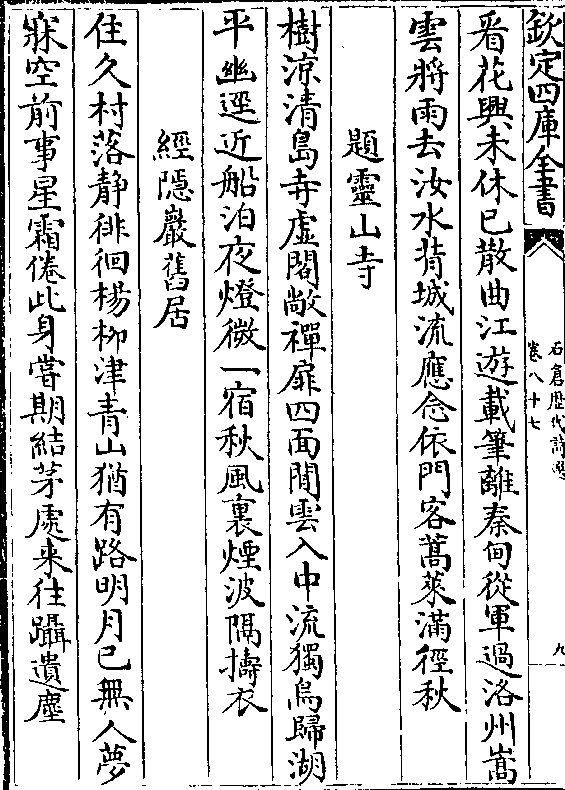 欽定四庫全書
石倉歴代詩選
卷八十七
九
看花興未休已散曲江遊載筆離秦甸從軍過洛州嵩
雲將雨去汝水背城流應念依門客蒿萊滿徑秋
題靈山寺
樹涼清島寺虚閣敞禪扉四面閒雲入中流獨鳥歸湖
平幽逕近船泊夜燈微一宿秋風裏煙波隔擣衣
經隱巖舊居
住久村落静徘徊楊栁津青山猶有路明月已無人夢
寐空前事星霜倦此身嘗期結茅處来往躡遺塵